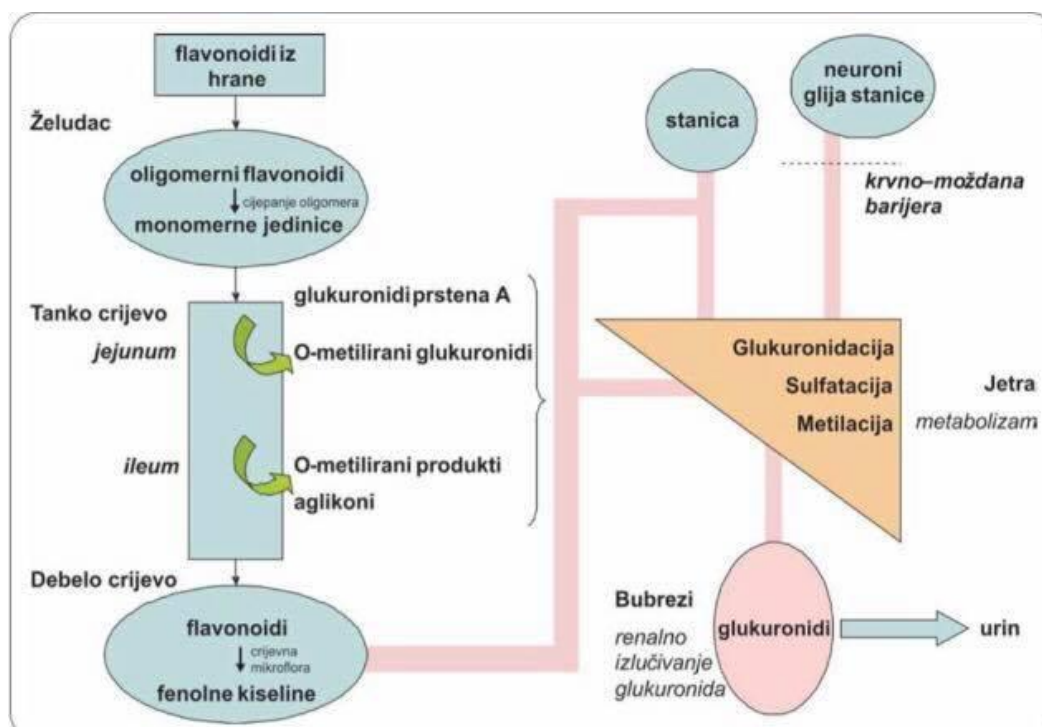 flavonoidi iz
hrane
Želudac
oligomerni flavonoidi
cijepanje oligomera
monomerne jedinice
Tanko crijevo
jejunum
glukuronidi prstena A
O-metilirani glukuronidi
ileum
O-metilirani produkti
aglikoni
Debelo crijevo
flavonoidi
crijevna
mikroflora
fenolne kiseline
stanica
neuroni
glija stanice
krvno–moždana
barijera
Glukuronidacija
Sulfatacija
Metilacija
Jetra
metabolizam
Bubrezi
renalno
izlučivanje
glukuronida
glukuronidi
urin